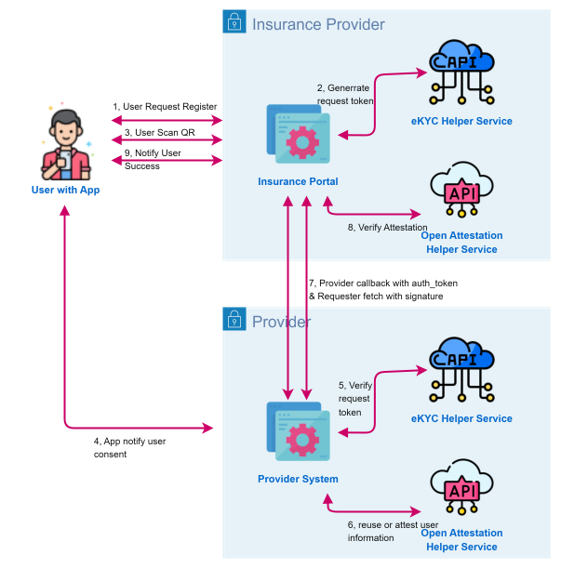 Insurance Provider
1, User Request Register
3, User Scan QR
9, Notify User
Success
2, Gernerate
request token
API
eKYC Helper Service
User with App
Insurance Portal
API
8, Verify Attestation
Open Attestation
Helper Service
7, Provider callback with auth_token
& Requester fetch with signature
Provider
5, Verify
request
token
API
eKYC Helper Service
4, App notify user
consent
Provider System
API
6, reuse or attest user
information
Open Attestation
Helper Service